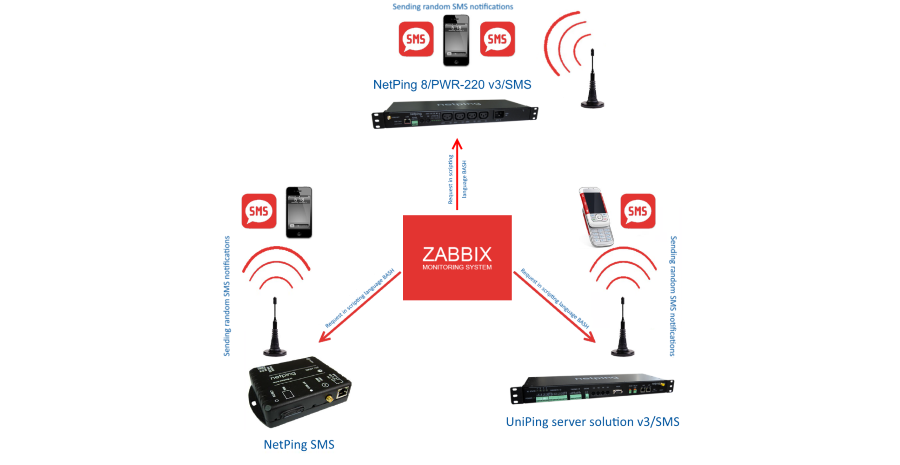 Sending random SMS notifications
SMS
SMS
NetPing 8/PWR-220 v3/SMS
netping
Request in scripting
language BASH
SMS
SMS
ZABBIX
MONITORING SYSTEM
Sending random SMS notifications
Request in scripting language BASH
Request in scripting language BASH
Sending random SMS notifications
netping
netping
NetPing SMS
UniPing server solution v3/SMS